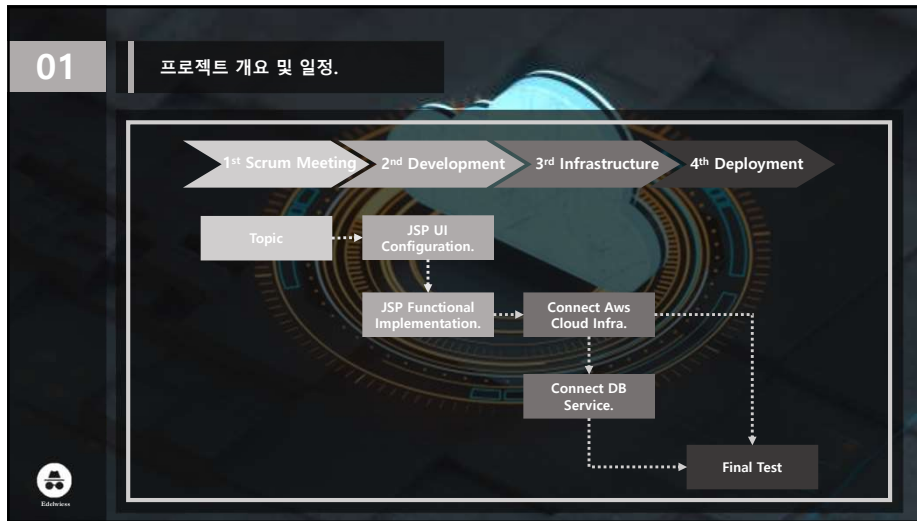 01
프로젝트 개요 및 일정.
1st Scrum Meeting
2nd Development
3rd Infrastructure
4th Deployment
Topic
JSP UI
Configuration.
JSP Functional
Implementation.
Connect Aws
Cloud Infra.
Connect DB
Service.
Final Test
Edelweiss